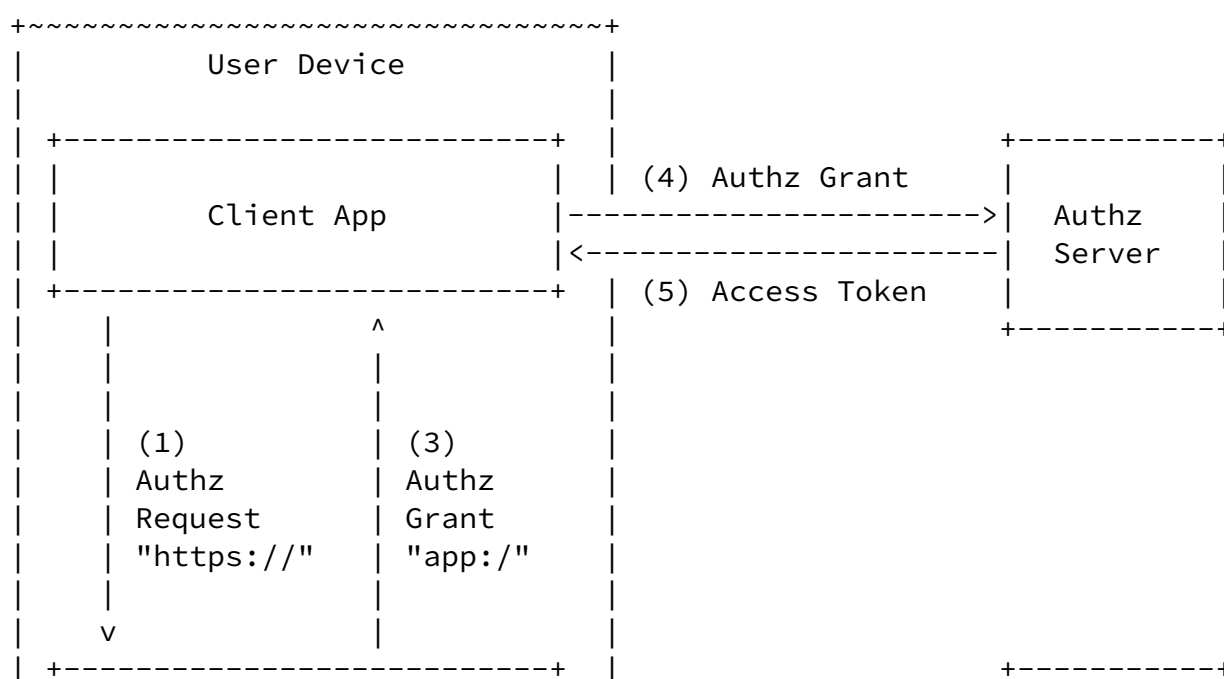 +~~~~~~~~~~~~~~~~~~~~~~~~~~~~~~~~+
|          User Device           |
|                                |
| +---------------------------+  |                     +-----------+
| |                           |  | (4) Authz Grant     |           |
| |        Client App         |----------------------->|  Authz    |
| |                           |<-----------------------|  Server   |
| +---------------------------+  | (5) Access Token    |           |
|    |              ^            |                     +-----------+
|    |              |            |
|    |              |            |
|    | (1)          | (3)        |
|    | Authz        | Authz      |
|    | Request      | Grant      |
|    | "https://"   | "app:/"    |
|    |              |            |
|    v              |            |
| +---------------------------+  |                     +-----------+